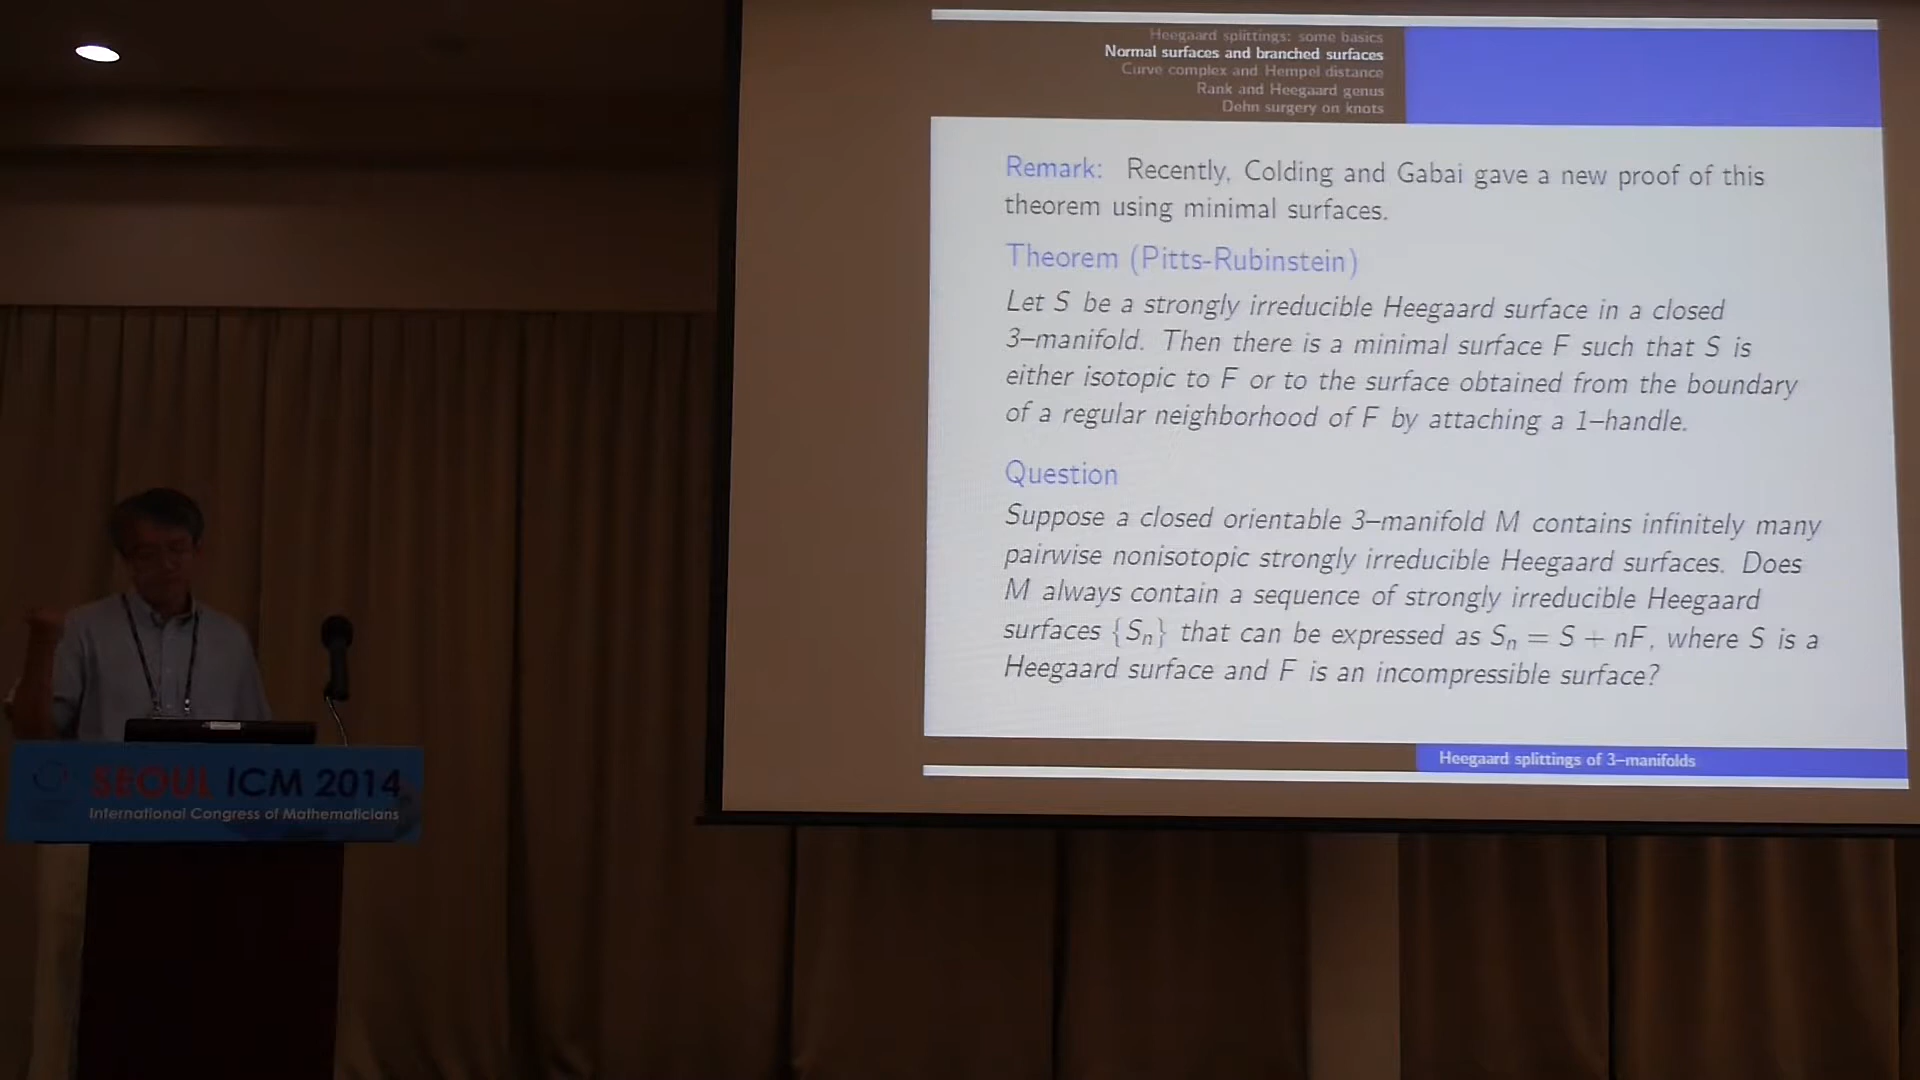 Heegaard splittings: some basics
Normal surfaces and branched surfaces
Curve complex and Hempel distance
Rank and Heegaard genus
Dehn surgery on knots
Remark: Recently, Colding and Gabai gave a new proof of this
theorem using minimal surfaces.
Theorem (Pitts-Rubinstein)
Let S be a strongly irreducible Heegaard surface in a closed
3–manifold. Then there is a minimal surface F such that S is
either isotopic to F or to the surface obtained from the boundary
of a regular neighborhood of F by attaching a 1–handle.
Question
Suppose a closed orientable 3–manifold M contains infinitely many
pairwise nonisotopic strongly irreducible Heegaard surfaces. Does
M always contain a sequence of strongly irreducible Heegaard
surfaces {Sₙ} that can be expressed as Sₙ = S + nF, where S is a
Heegaard surface and F is an incompressible surface?
Heegaard splittings of 3–manifolds
SEOUL ICM 2014
International Congress of Mathematicians